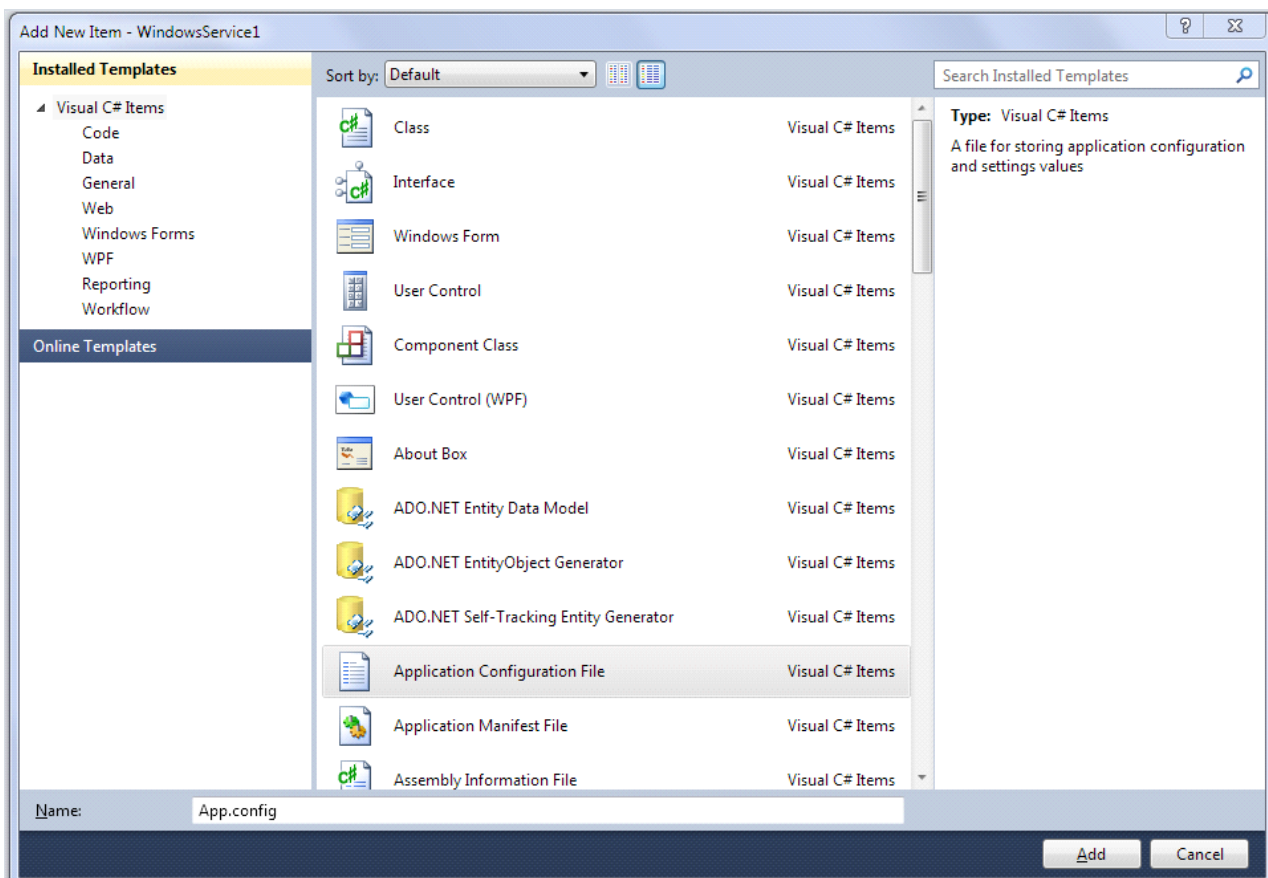 Add New Item - WindowsService1
Installed Templates
Sort by: Default
Search Installed Templates
Visual C# Items
Code
Data
General
Web
Windows Forms
WPF
Reporting
Workflow
Online Templates
Class Visual C# Items
Interface Visual C# Items
Windows Form Visual C# Items
User Control Visual C# Items
Component Class Visual C# Items
User Control (WPF) Visual C# Items
About Box Visual C# Items
ADO.NET Entity Data Model Visual C# Items
ADO.NET EntityObject Generator Visual C# Items
ADO.NET Self-Tracking Entity Generator Visual C# Items
Application Configuration File Visual C# Items
Application Manifest File Visual C# Items
Assembly Information File Visual C# Items
Type: Visual C# Items
A file for storing application configuration
and settings values
Name: App.config
Add Cancel